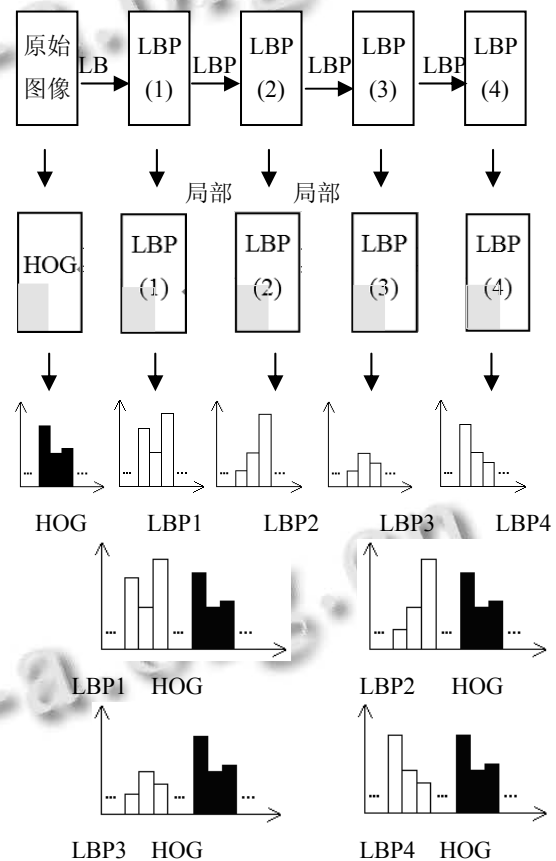 原始
图像
LB
LBP
(1)
LBP
LBP
(2)
LBP
LBP
(3)
LBP
LBP
(4)
局部 局部
HOG
LBP
(1)
LBP
(2)
LBP
(3)
LBP
(4)
... ...
... ...
... ...
... ...
... ...
HOG LBP1 LBP2 LBP3 LBP4
... ... ...
... ... ...
LBP1 HOG LBP2 HOG
... ... ...
... ... ...
LBP3 HOG LBP4 HOG